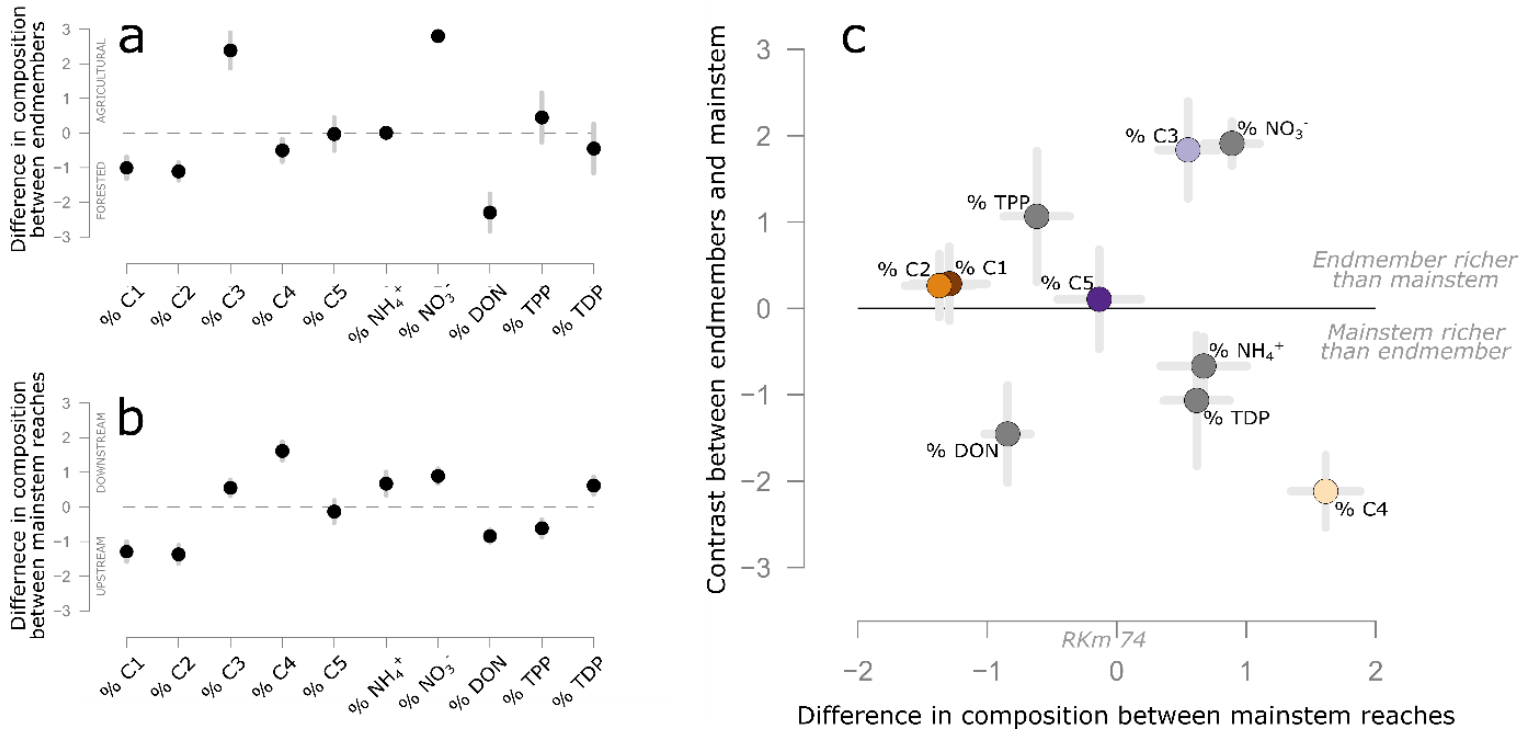 a
Difference in composition
between endmembers
AGRICULTURAL
FORESTED
3
2
1
0
−1
−2
−3
% C1
% C2
% C3
% C4
% C5
% NH₄⁺
% NO₃⁻
% DON
% TPP
% TDP
b
Differnece in composition
between mainstem reaches
DOWNSTREAM
UPSTREAM
3
2
1
0
−1
−2
−3
% C1
% C2
% C3
% C4
% C5
% NH₄⁺
% NO₃⁻
% DON
% TPP
% TDP
c
Contrast between endmembers and mainstem
3
2
1
0
−1
−2
−3
% C3
% NO₃⁻
% TPP
% C2
% C1
% C5
Endmember richer
than mainstem
Mainstem richer
than endmember
% NH₄⁺
% TDP
% DON
% C4
RKm 74
−2
−1
0
1
2
Difference in composition between mainstem reaches